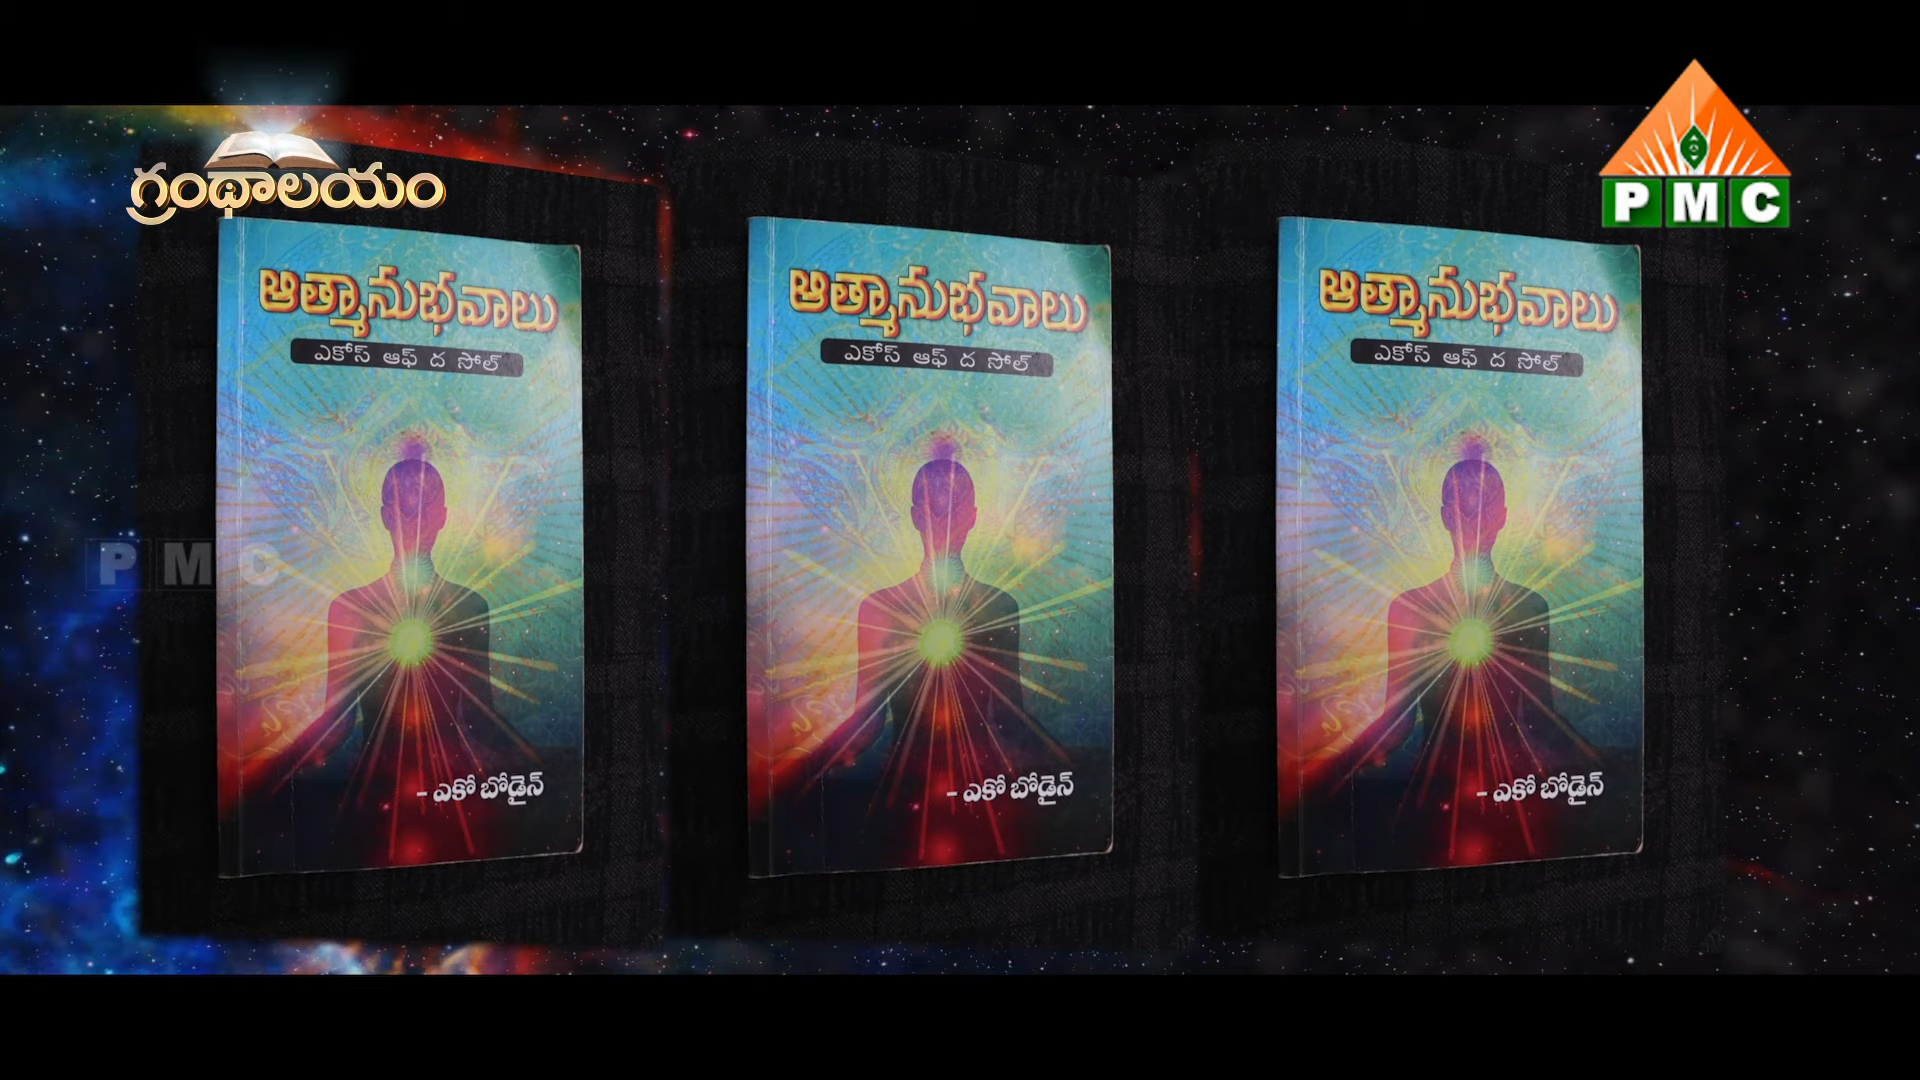 గ్రంథాలయం
PMC
ఆత్మానుభవాలు
ఎకోస్ ఆఫ్ ద సోల్
- ఎకో బోడైన్
ఆత్మానుభవాలు
ఎకోస్ ఆఫ్ ద సోల్
- ఎకో బోడైన్
ఆత్మానుభవాలు
ఎకోస్ ఆఫ్ ద సోల్
- ఎకో బోడైన్
PMC